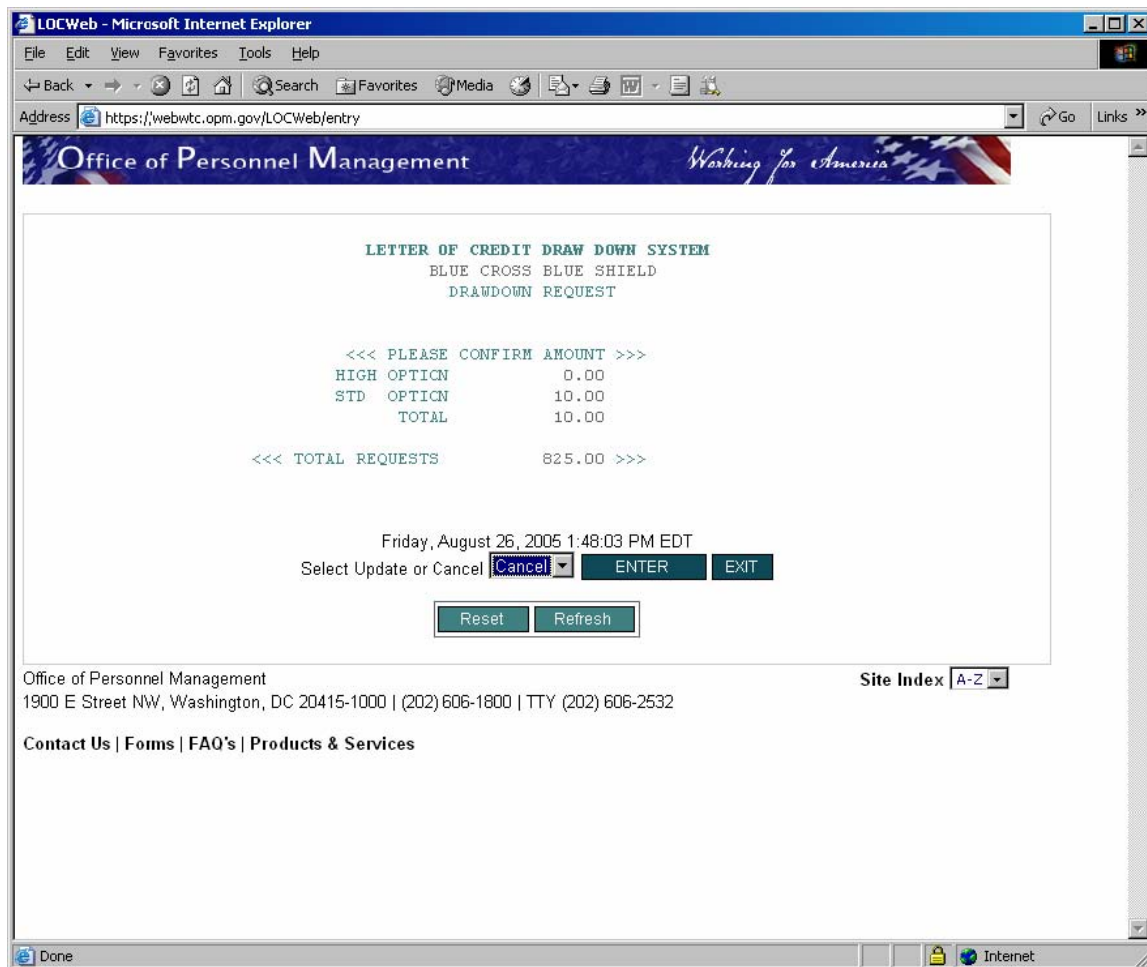 LOCWeb - Microsoft Internet Explorer
File Edit View Favorites Tools Help
Back Search Favorites Media
Address https://webwtc.opm.gov/LOCWeb/entry Go Links »
Office of Personnel Management Working for America
LETTER OF CREDIT DRAW DOWN SYSTEM
BLUE CROSS BLUE SHIELD
DRAWDOWN REQUEST
<<< PLEASE CONFIRM AMOUNT >>>
HIGH OPTION 0.00
STD OPTION 10.00
TOTAL 10.00
<<< TOTAL REQUESTS 825.00 >>>
Friday, August 26, 2005 1:48:03 PM EDT
Select Update or Cancel Cancel ENTER EXIT
Reset Refresh
Office of Personnel Management Site Index A-Z
1900 E Street NW, Washington, DC 20415-1000 | (202) 606-1800 | TTY (202) 606-2532
Contact Us | Forms | FAQ's | Products & Services
Done Internet